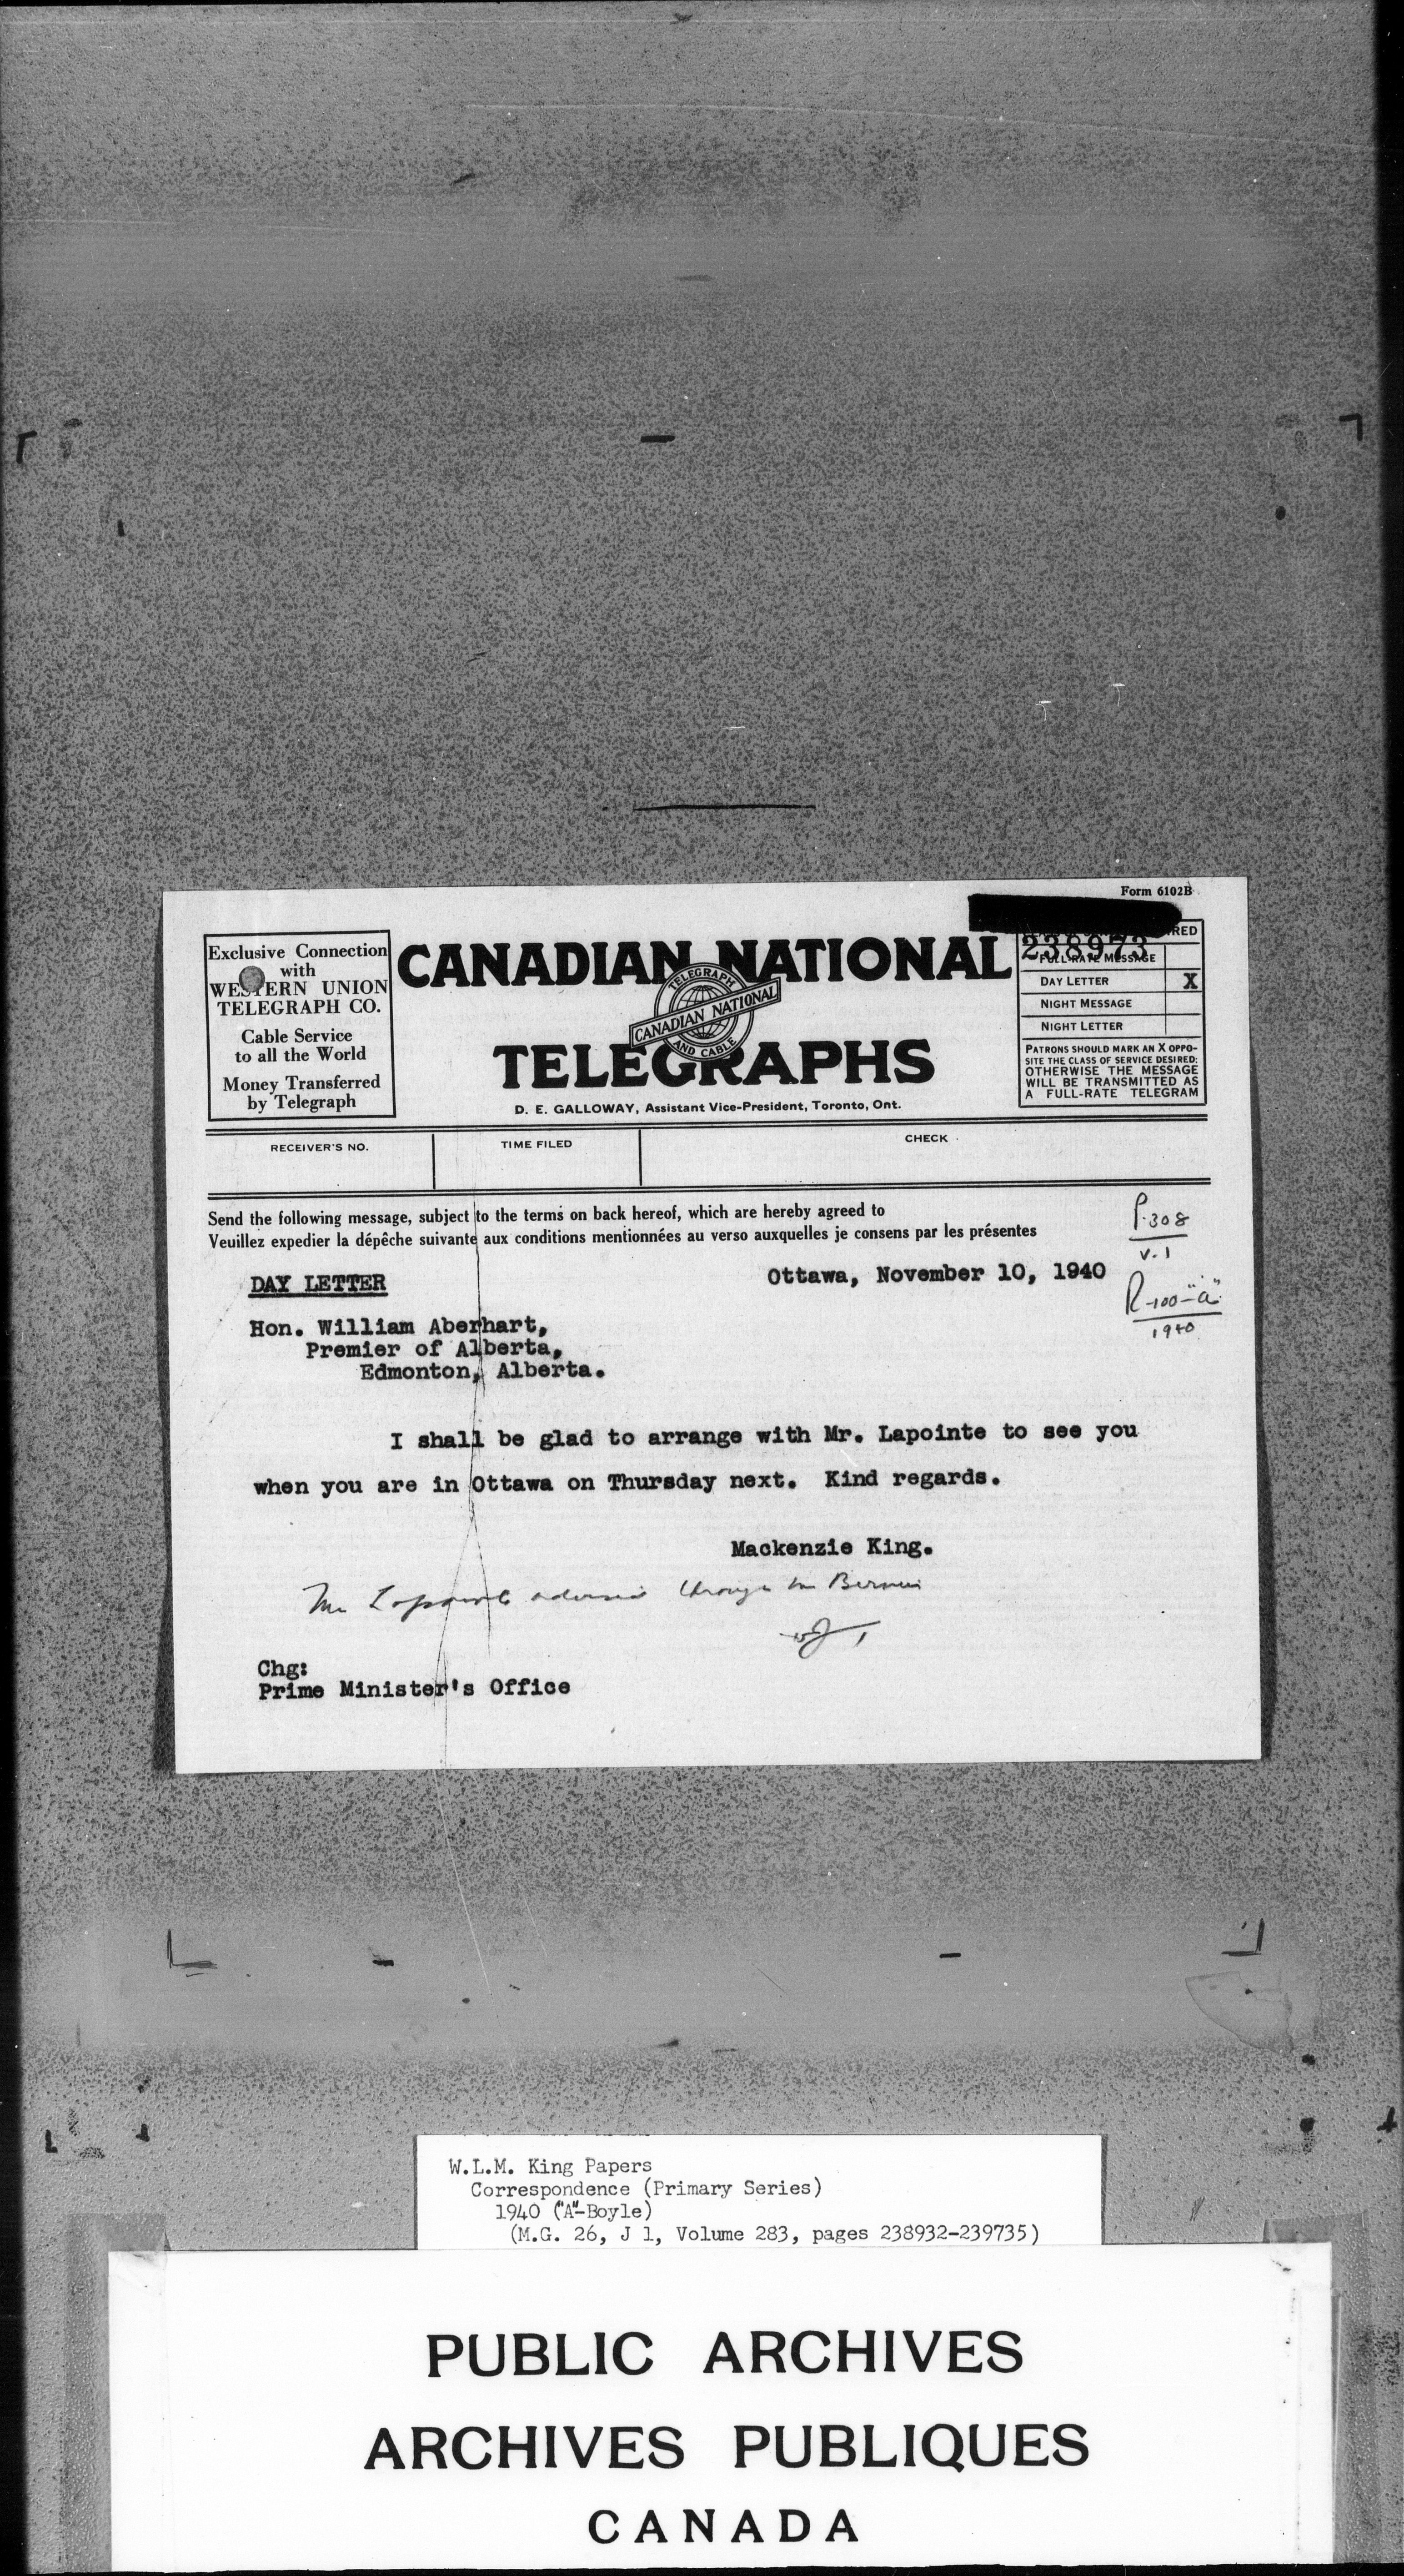 Form 6102B
Exclusive Connection
with
WESTERN UNION
TELEGRAPH CO.
Cable Service
to all the World
Money Transferred
by Telegraph
CANADIAN NATIONAL
TELEGRAPH
CANADIAN NATIONAL
AND CABLE
TELEGRAPHS
D. E. GALLOWAY, Assistant Vice-President, Toronto, Ont.
238973
FULL-RATE MESSAGE
DAY LETTER X
NIGHT MESSAGE
NIGHT LETTER
PATRONS SHOULD MARK AN X OPPO-
SITE THE CLASS OF SERVICE DESIRED:
OTHERWISE THE MESSAGE
WILL BE TRANSMITTED AS
A FULL-RATE TELEGRAM
RECEIVER'S NO. TIME FILED CHECK
Send the following message, subject to the terms on back hereof, which are hereby agreed to
Veuillez expedier la dépêche suivante aux conditions mentionnées au verso auxquelles je consens par les présentes
P.308
V.1
DAY LETTER Ottawa, November 10, 1940
R-100-"a"
1940
Hon. William Aberhart,
Premier of Alberta,
Edmonton, Alberta.
I shall be glad to arrange with Mr. Lapointe to see you
when you are in Ottawa on Thursday next. Kind regards.
Mackenzie King.
Mr Lapointe advised through Mr
Chg:
Prime Minister's Office
W.L.M. King Papers
Correspondence (Primary Series)
1940 ("A"-Boyle)
(M.G. 26, J 1, Volume 283, pages 238932-239735)
PUBLIC ARCHIVES
ARCHIVES PUBLIQUES
CANADA